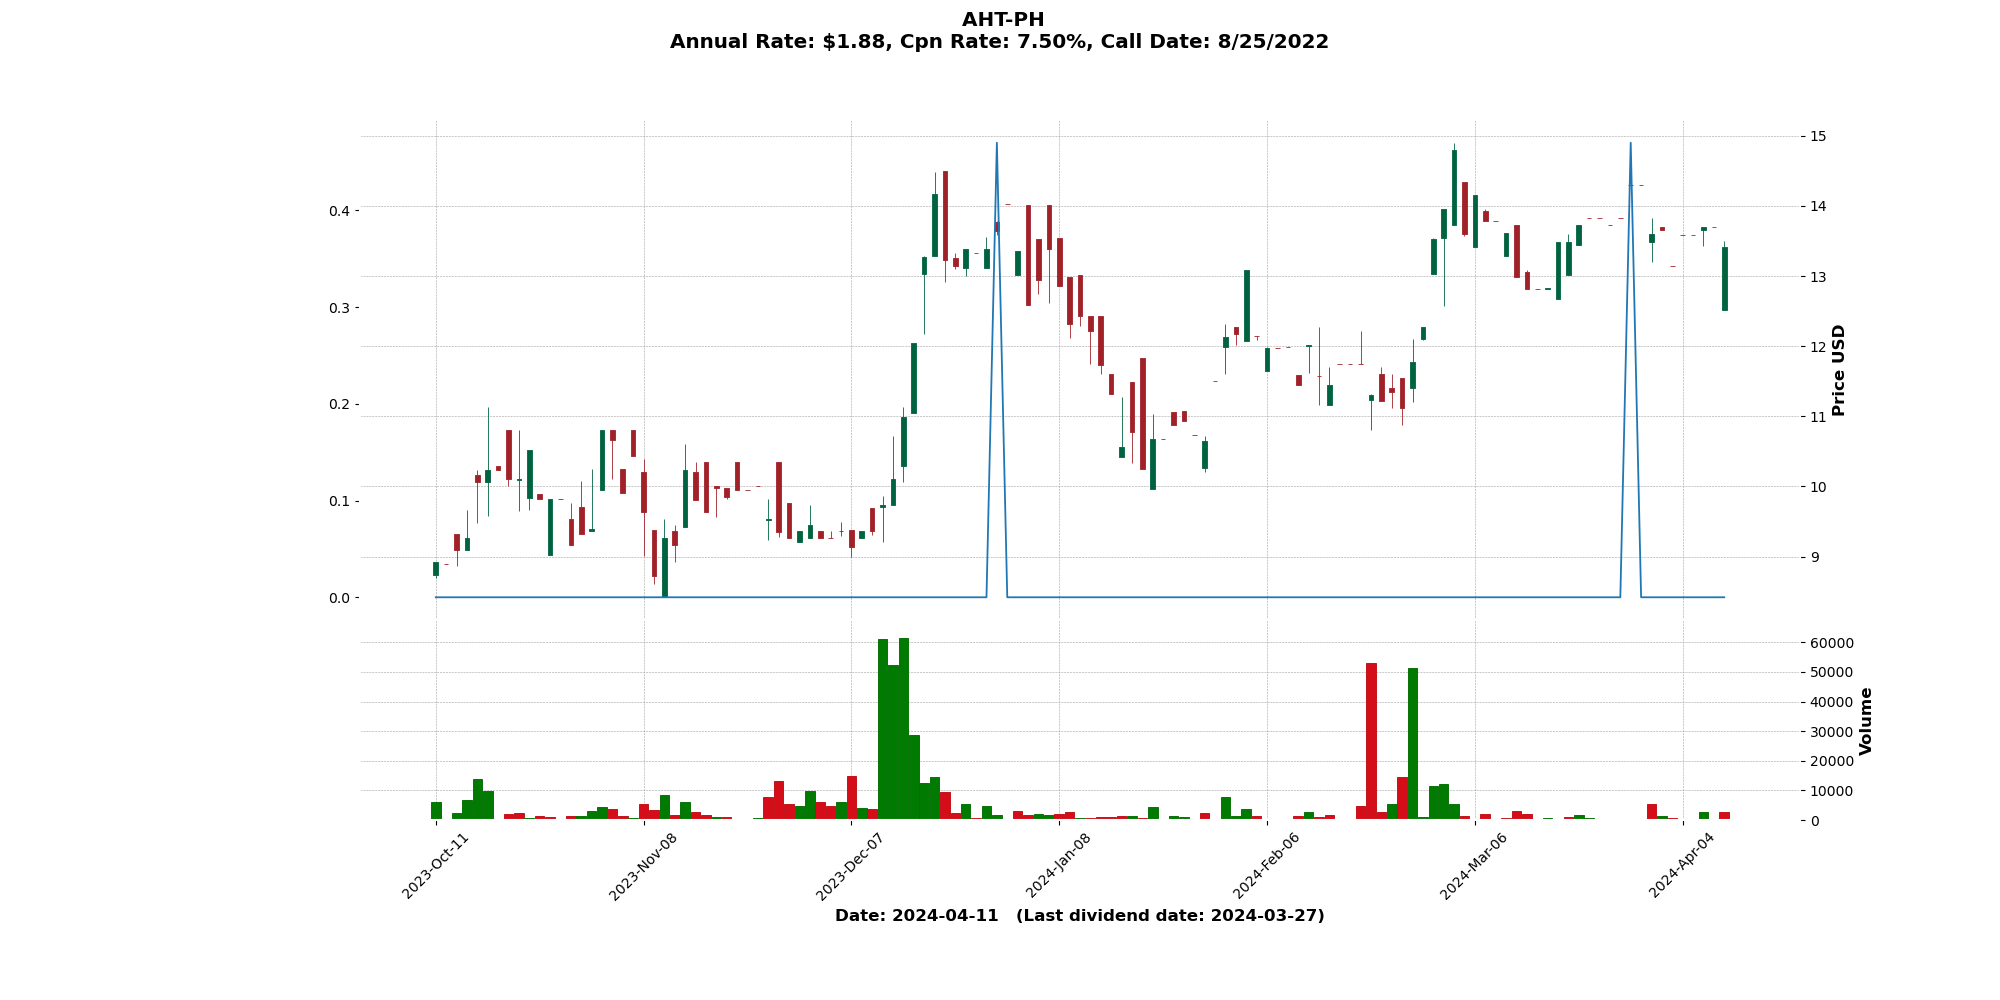 AHT-PH
Annual Rate: $1.88, Cpn Rate: 7.50%, Call Date: 8/25/2022
0.4
0.3
0.2
0.1
0.0
15
14
13
12
11
10
9
Price USD
60000
50000
40000
30000
20000
10000
0
Volume
2023-Oct-11
2023-Nov-08
2023-Dec-07
2024-Jan-08
2024-Feb-06
2024-Mar-06
2024-Apr-04
Date: 2024-04-11 (Last dividend date: 2024-03-27)